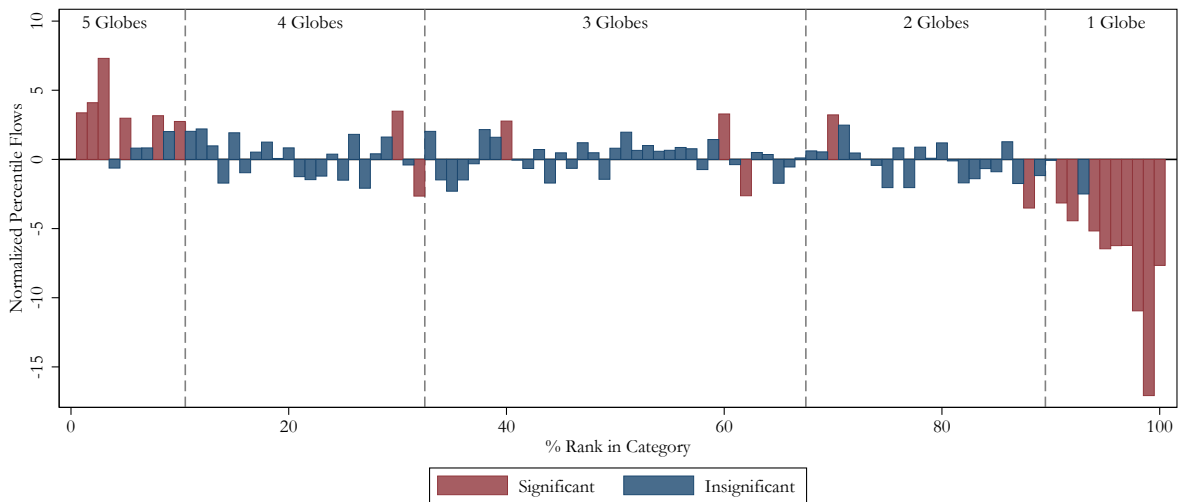 5 Globes 4 Globes 3 Globes 2 Globes 1 Globe
Normalized Percentile Flows
10
5
0
-5
-10
-15
0 20 40 60 80 100
% Rank in Category
Significant Insignificant